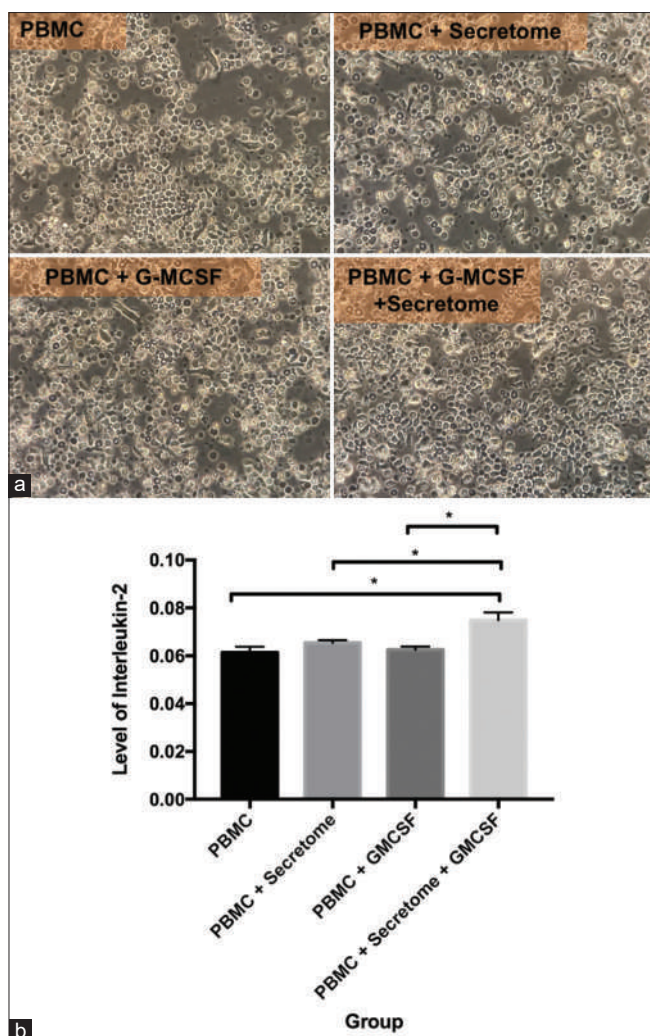 PBMC
PBMC + Secretome
PBMC + G-MCSF
PBMC + G-MCSF
+Secretome
a
*
*
*
0.10
0.08
0.06
0.04
0.02
0.00
Level of Interleukin-2
PBMC
PBMC + Secretome
PBMC + GMCSF
PBMC + Secretome + GMCSF
Group
b